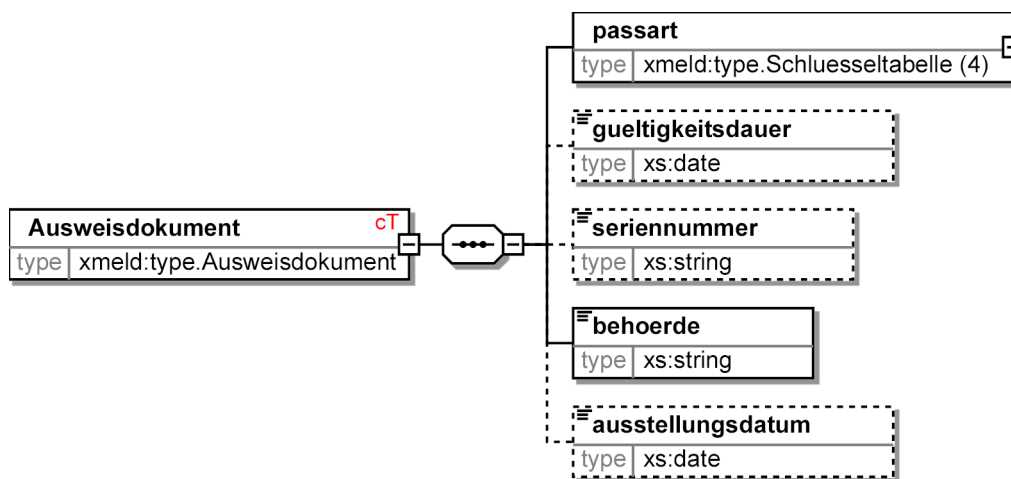 passart
type xmeld:type.Schluesseltabelle (4)
gueltigkeitsdauer
type xs:date
Ausweisdokument cT
type xmeld:type.Ausweisdokument
seriennummer
type xs:string
behoerde
type xs:string
ausstellungsdatum
type xs:date